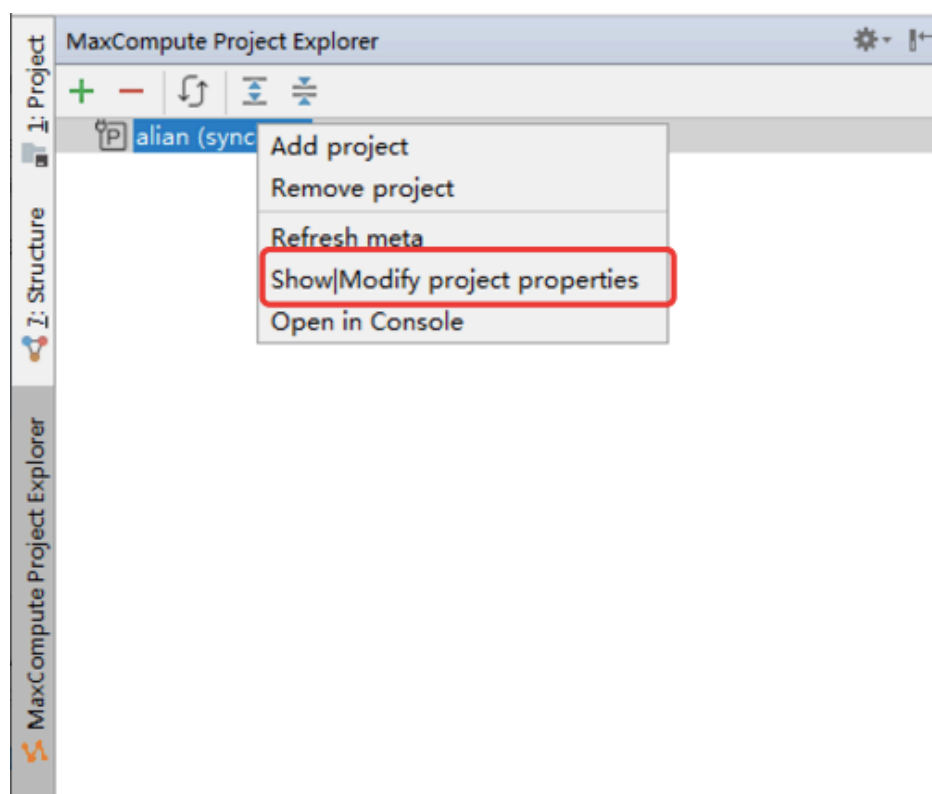 MaxCompute Project Explorer
1: Project
alian (sync
Add project
Remove project
Refresh meta
Show|Modify project properties
Open in Console
7: Structure
MaxCompute Project Explorer